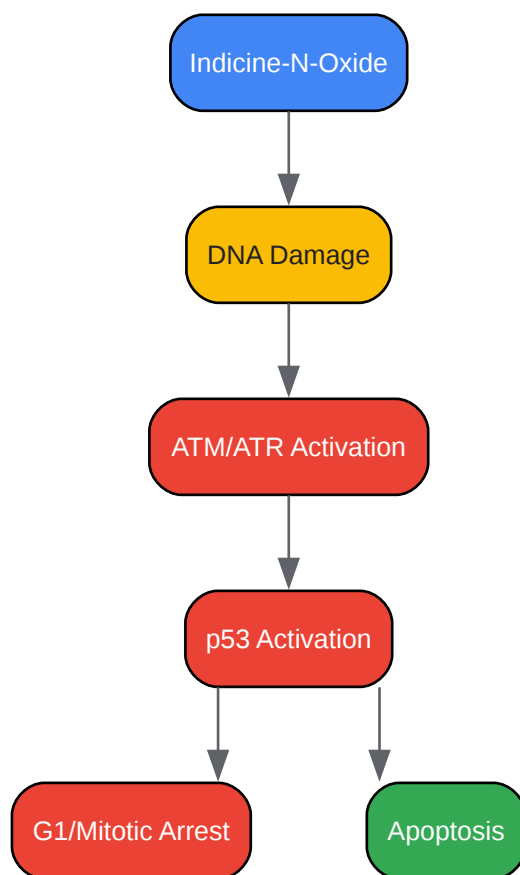 Indicine-N-Oxide
DNA Damage
ATM/ATR Activation
p53 Activation
G1/Mitotic Arrest
Apoptosis